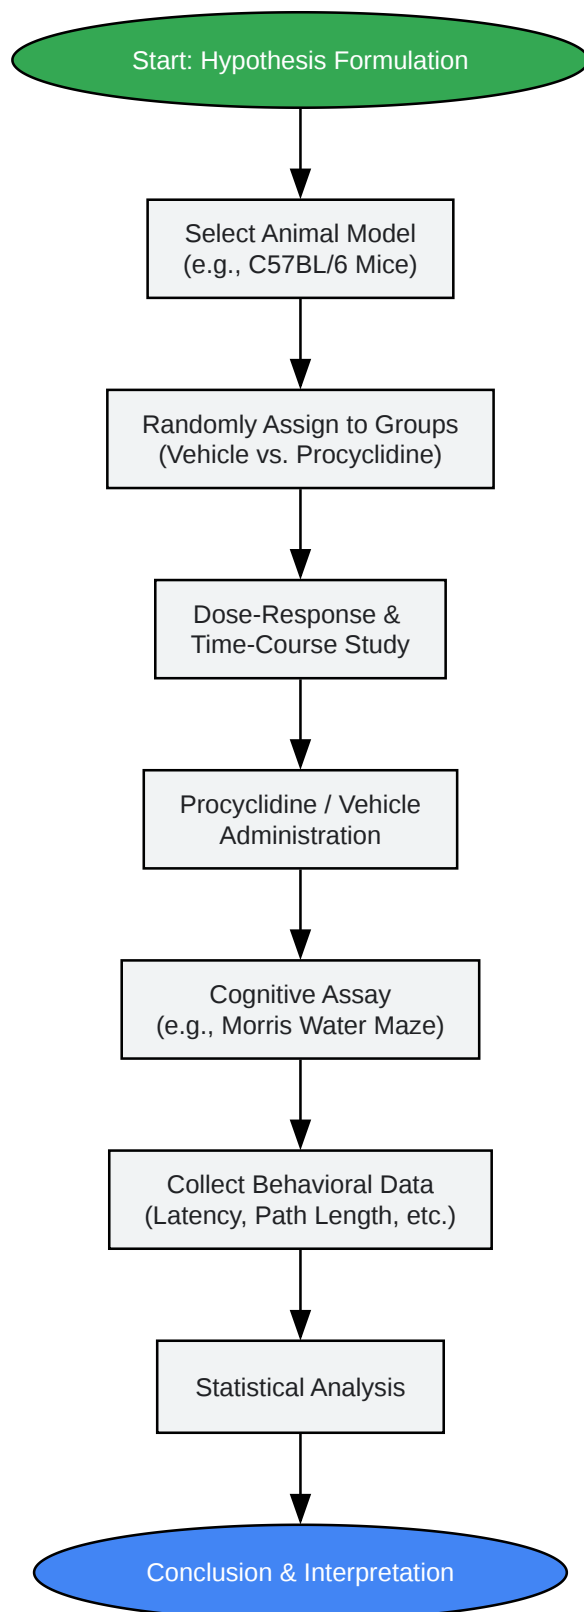 Start: Hypothesis Formulation
Select Animal Model
(e.g., C57BL/6 Mice)
Randomly Assign to Groups
(Vehicle vs. Procyclidine)
Dose-Response &
Time-Course Study
Procyclidine / Vehicle
Administration
Cognitive Assay
(e.g., Morris Water Maze)
Collect Behavioral Data
(Latency, Path Length, etc.)
Statistical Analysis
Conclusion & Interpretation